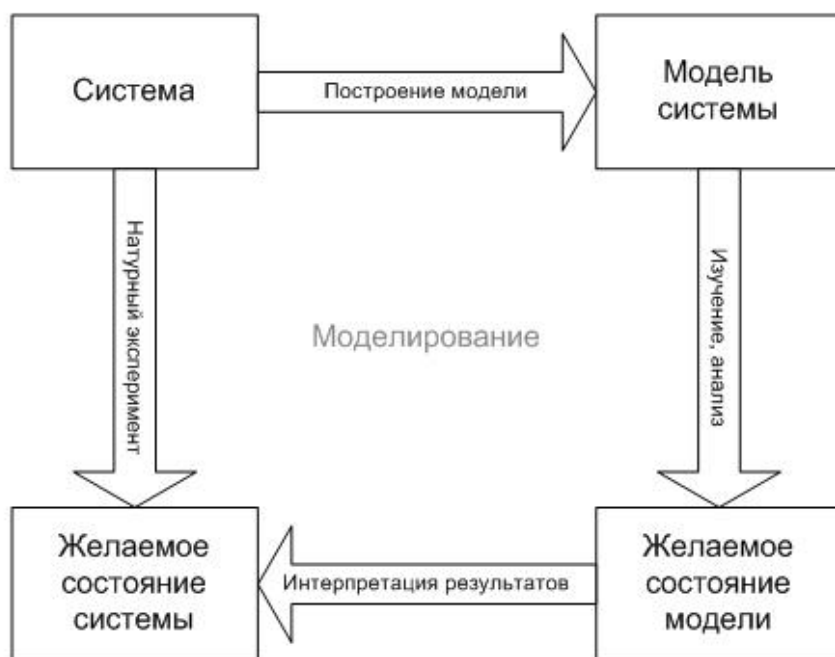 Система
Построение модели
Модель
системы
Натурный эксперимент
Моделирование
Изучение, анализ
Желаемое
состояние
системы
Интерпретация результатов
Желаемое
состояние
модели